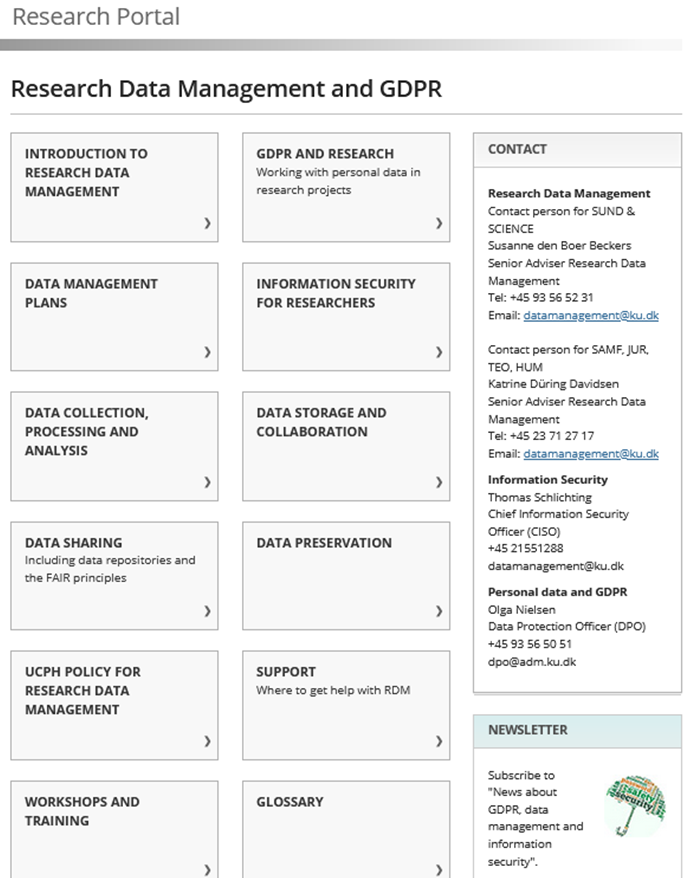 Research Portal
Research Data Management and GDPR
INTRODUCTION TO
RESEARCH DATA
MANAGEMENT
GDPR AND RESEARCH
Working with personal data in
research projects
DATA MANAGEMENT
PLANS
INFORMATION SECURITY
FOR RESEARCHERS
DATA COLLECTION,
PROCESSING AND
ANALYSIS
DATA STORAGE AND
COLLABORATION
DATA SHARING
Including data repositories and
the FAIR principles
DATA PRESERVATION
UCPH POLICY FOR
RESEARCH DATA
MANAGEMENT
SUPPORT
Where to get help with RDM
WORKSHOPS AND
TRAINING
GLOSSARY
CONTACT
Research Data Management
Contact person for SUND &
SCIENCE
Susanne den Boer Beckers
Senior Adviser Research Data
Management
Tel: +45 93 56 52 31
Email: datamanagement@ku.dk
Contact person for SAMF, JUR,
TEO, HUM
Katrine Düring Davidsen
Senior Adviser Research Data
Management
Tel: +45 23 71 27 17
Email: datamanagement@ku.dk
Information Security
Thomas Schlichting
Chief Information Security
Officer (CISO)
+45 21551288
datamanagement@ku.dk
Personal data and GDPR
Olga Nielsen
Data Protection Officer (DPO)
+45 93 56 50 51
dpo@adm.ku.dk
NEWSLETTER
Subscribe to
"News about
GDPR, data
management and
information
security".
safety
security